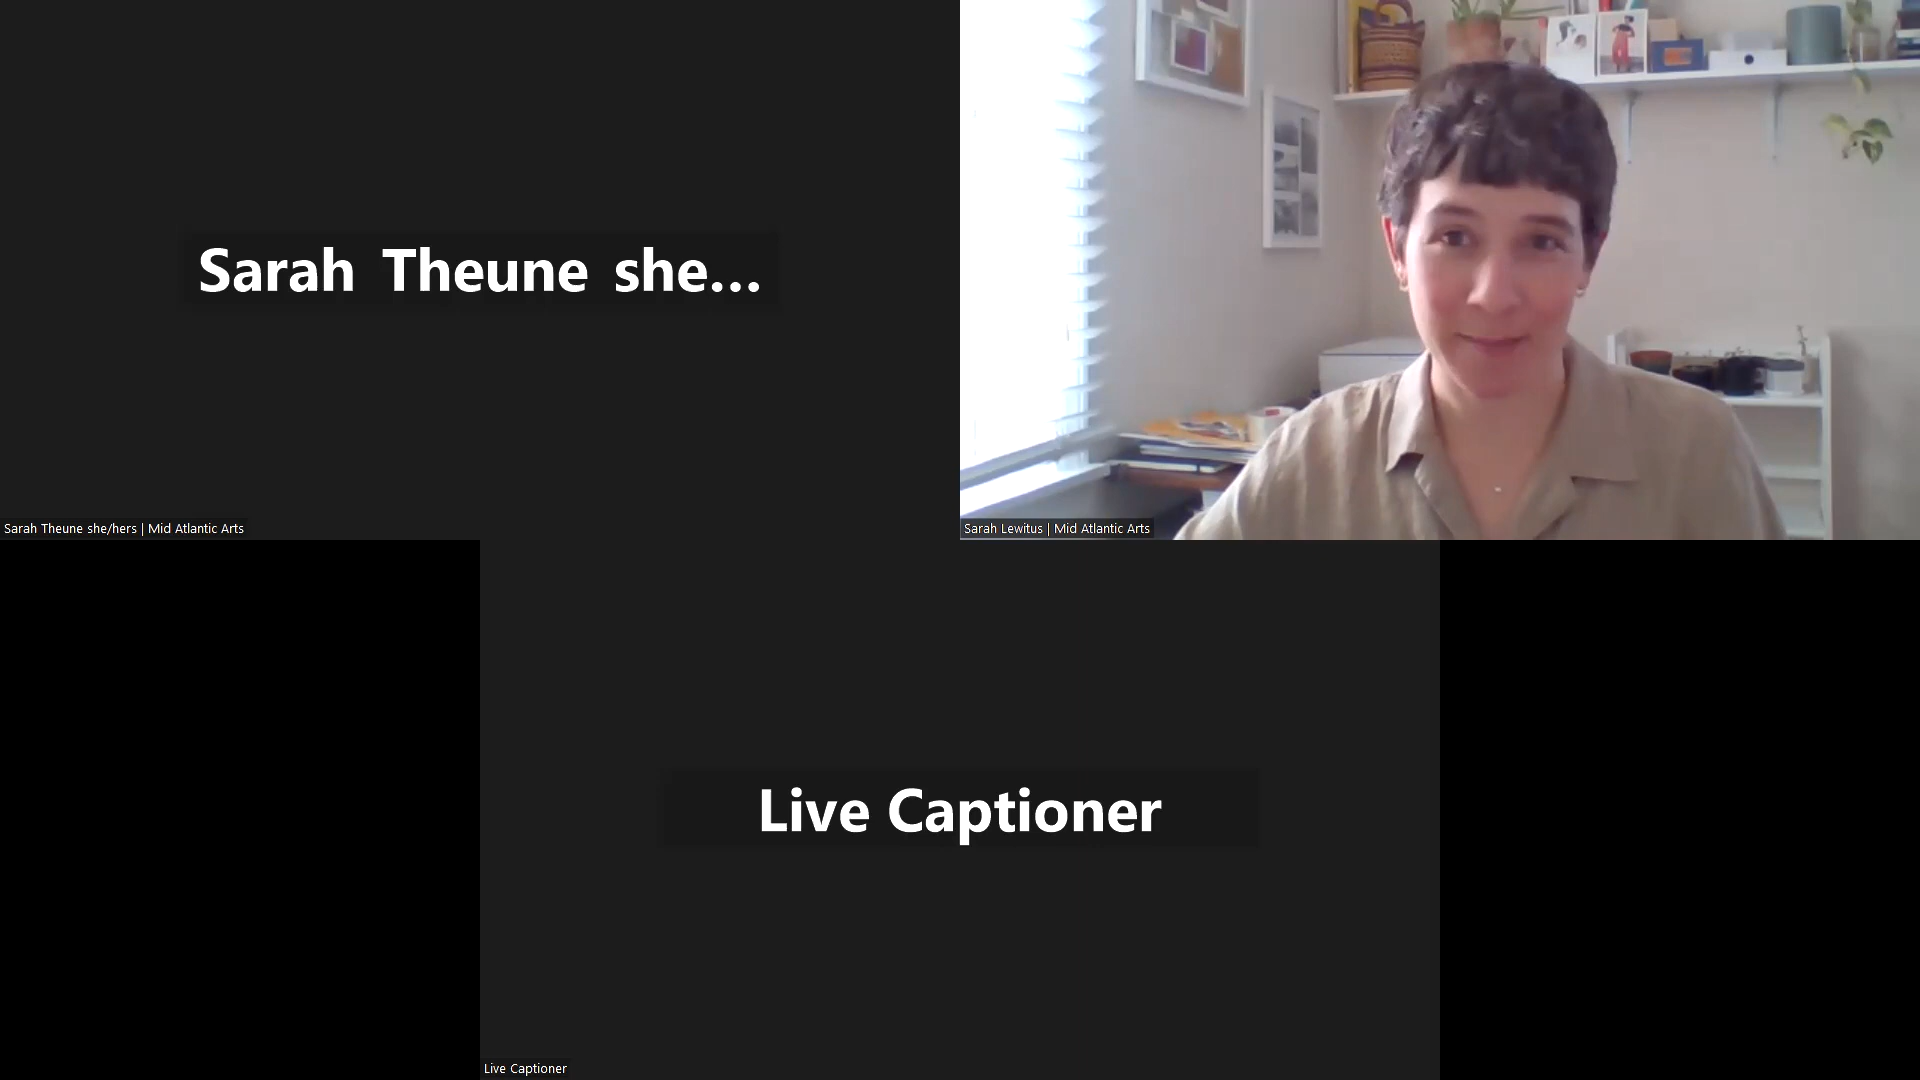 Sarah Theune she...
Sarah Theune she/hers | Mid Atlantic Arts
Sarah Lewitus | Mid Atlantic Arts
Live Captioner
Live Captioner